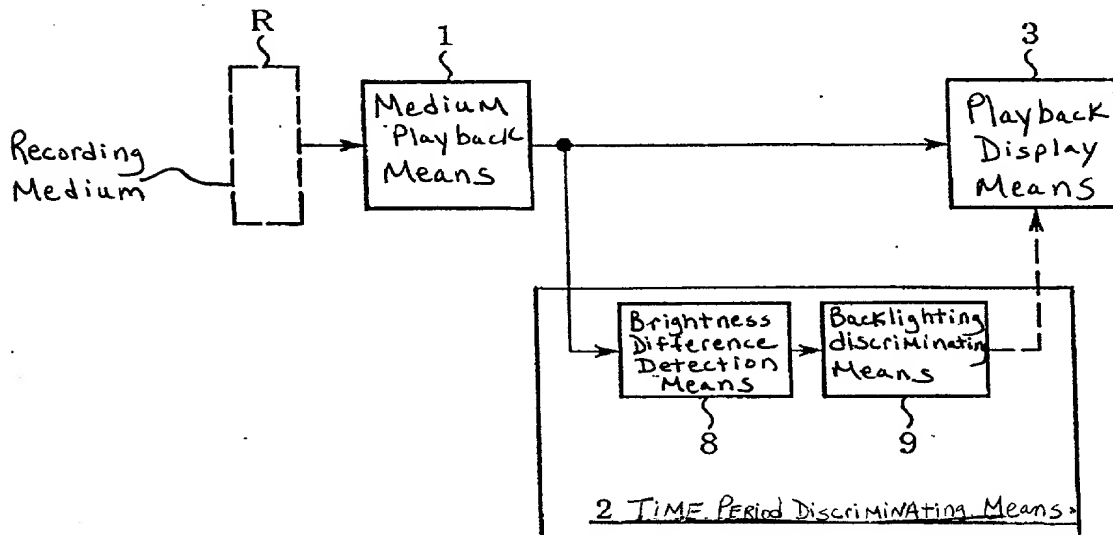 R
1
3
Recording
Medium
Medium
Playback
Means
Playback
Display
Means
Brightness
Difference
Detection
Means
Backlighting
discriminating
Means
8
9
2 TIME PERIOD DISCRIMINATING MEANS